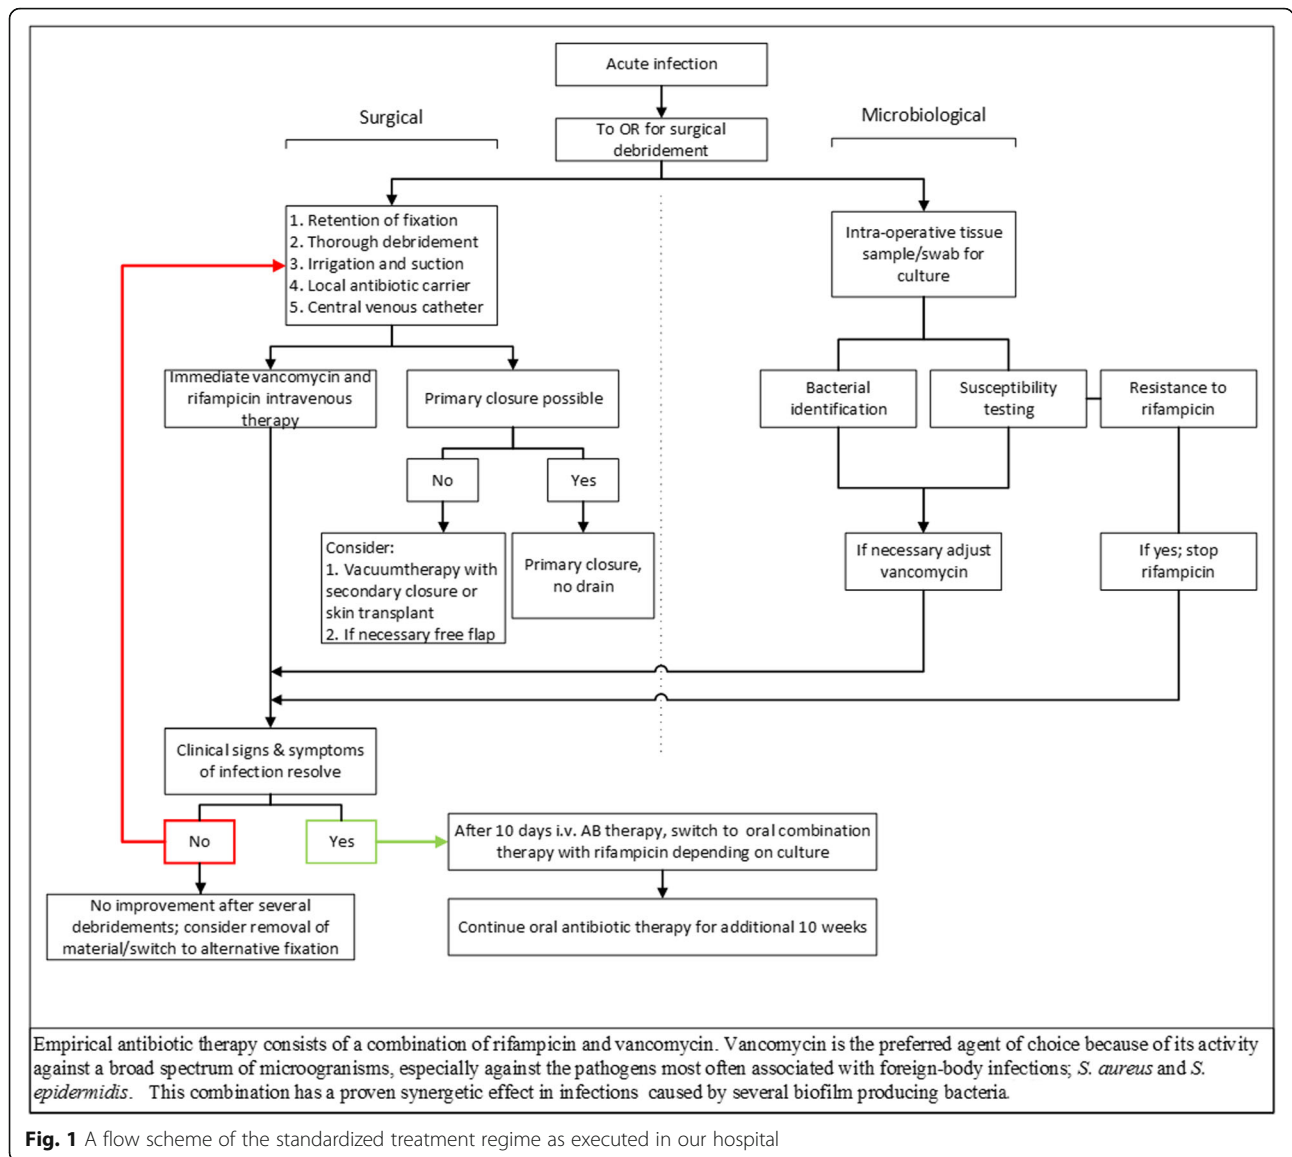 Acute infection
Surgical
Microbiological
To OR for surgical
debridement
1. Retention of fixation
2. Thorough debridement
3. Irrigation and suction
4. Local antibiotic carrier
5. Central venous catheter
Intra-operative tissue
sample/swab for
culture
Immediate vancomycin and
rifampicin intravenous
therapy
Primary closure possible
Bacterial
identification
Susceptibility
testing
Resistance to
rifampicin
No
Yes
Consider:
1. Vacuumtherapy with
secondary closure or
skin transplant
2. If necessary free flap
Primary closure,
no drain
If necessary adjust
vancomycin
If yes; stop
rifampicin
Clinical signs & symptoms
of infection resolve
No
Yes
After 10 days i.v. AB therapy, switch to oral combination
therapy with rifampicin depending on culture
No improvement after several
debridements; consider removal of
material/switch to alternative fixation
Continue oral antibiotic therapy for additional 10 weeks
Empirical antibiotic therapy consists of a combination of rifampicin and vancomycin. Vancomycin is the preferred agent of choice because of its activity
against a broad spectrum of microogranisms, especially against the pathogens most often associated with foreign-body infections; S. aureus and S.
epidermidis. This combination has a proven synergetic effect in infections caused by several biofilm producing bacteria.
Fig. 1 A flow scheme of the standardized treatment regime as executed in our hospital